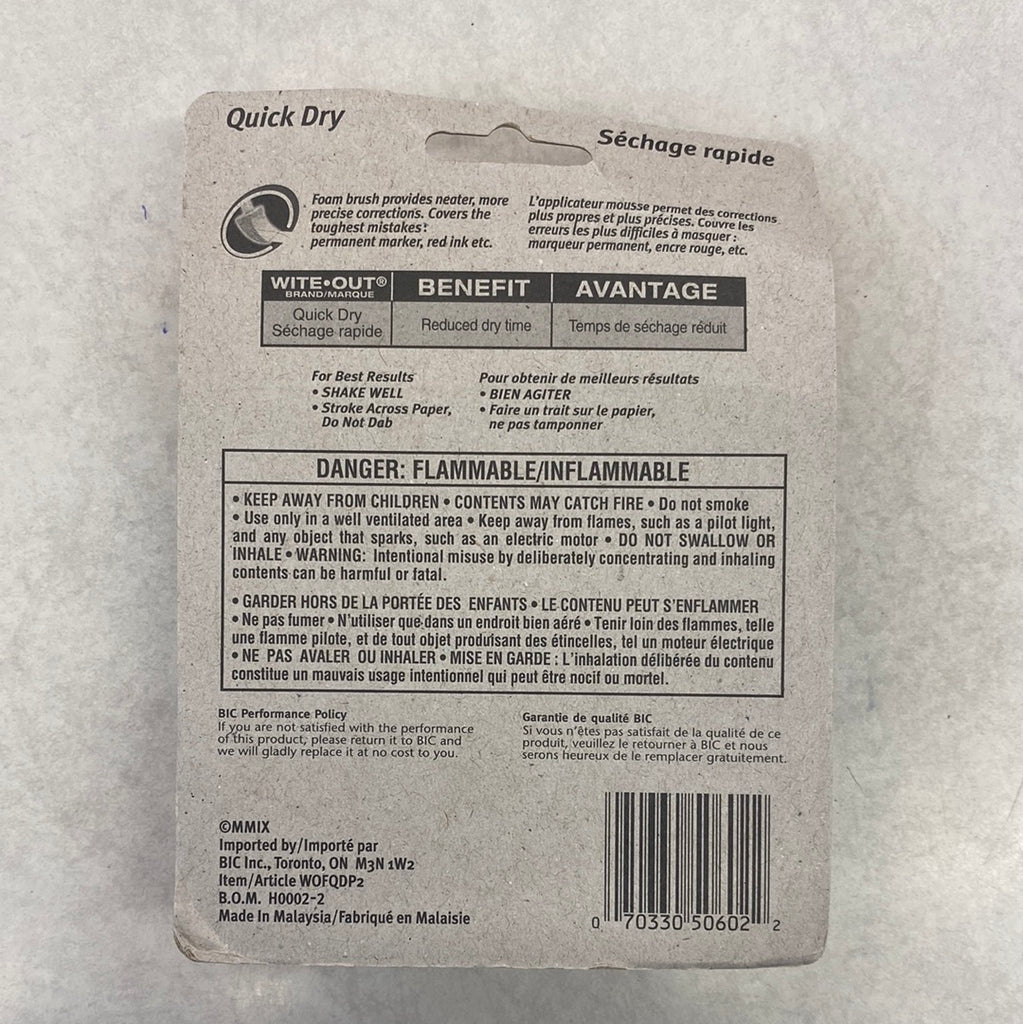 Quick Dry
Séchage rapide
Foam brush provides neater, more
precise corrections. Covers the
toughest mistakes:
permanent marker, red ink etc.
L'applicateur mousse permet des corrections
plus propres et plus précises. Couvre les
erreurs les plus difficiles à masquer :
marqueur permanent, encre rouge, etc.
WITE•OUT®
BRAND/MARQUE
BENEFIT
AVANTAGE
Quick Dry
Séchage rapide
Reduced dry time
Temps de séchage réduit
For Best Results
• SHAKE WELL
• Stroke Across Paper,
Do Not Dab
Pour obtenir de meilleurs résultats
• BIEN AGITER
• Faire un trait sur le papier,
ne pas tamponner
DANGER: FLAMMABLE/INFLAMMABLE
• KEEP AWAY FROM CHILDREN • CONTENTS MAY CATCH FIRE • Do not smoke
• Use only in a well ventilated area • Keep away from flames, such as a pilot light,
and any object that sparks, such as an electric motor • DO NOT SWALLOW OR
INHALE • WARNING: Intentional misuse by deliberately concentrating and inhaling
contents can be harmful or fatal.
• GARDER HORS DE LA PORTÉE DES ENFANTS • LE CONTENU PEUT S'ENFLAMMER
• Ne pas fumer • N'utiliser que dans un endroit bien aéré • Tenir loin des flammes, telle
une flamme pilote, et de tout objet produisant des étincelles, tel un moteur électrique
• NE PAS AVALER OU INHALER • MISE EN GARDE : L'inhalation délibérée du contenu
constitue un mauvais usage intentionnel qui peut être nocif ou mortel.
BIC Performance Policy
If you are not satisfied with the performance
of this product, please return it to BIC and
we will gladly replace it at no cost to you.
Garantie de qualité BIC
Si vous n'êtes pas satisfait de la qualité de ce
produit, veuillez le retourner à BIC et nous
serons heureux de le remplacer gratuitement.
©MMIX
Imported by/Importé par
BIC Inc., Toronto, ON M3N 1W2
Item/Article WOFQDP2
B.O.M. H0002-2
Made In Malaysia/Fabriqué en Malaisie
0 70330 50602 2